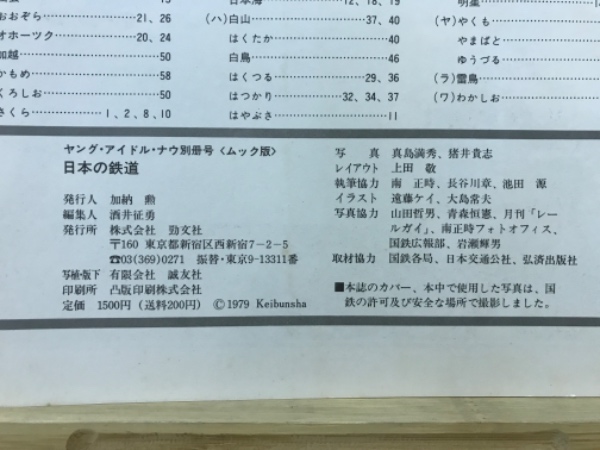 おおぞら……21、26
オホーツク……20、24
加越……50
かもめ……58
くろしお……50
さくら……1、2、8、10
日本海……12、18、19
(ハ)白山……37、40
はくたか……40
白鳥……46
はくつる……29、36
はつかり……32、34、37
はやぶさ……11
明星
(ヤ)やくも
やまばと
ゆうづる
(ラ)雷鳥
(ワ)わかしお
ヤング・アイドル・ナウ別冊号〈ムック版〉
日本の鉄道
発行人 加納 勲
編集人 酒井征勇
発行所 株式会社 勁文社
〒160 東京都新宿区西新宿7−2−5
☎03(369)0271 振替・東京9-13311番
写植・版下 有限会社 誠友社
印刷所 凸版印刷株式会社
定価 1500円(送料200円) ©1979 Keibunsha
写真 真島満秀、猪井貴志
レイアウト 上田 敬
執筆協力 南 正時、長谷川章、池田 源
イラスト 遠藤ケイ、大島常夫
写真協力 山田哲男、青森恒憲、月刊「レー
ルガイ」、南正時フォトオフィス、
国鉄広報部、岩瀬輝男
取材協力 国鉄各局、日本交通公社、弘済出版社
■本誌のカバー、本中で使用した写真は、国
鉄の許可及び安全な場所で撮影しました。